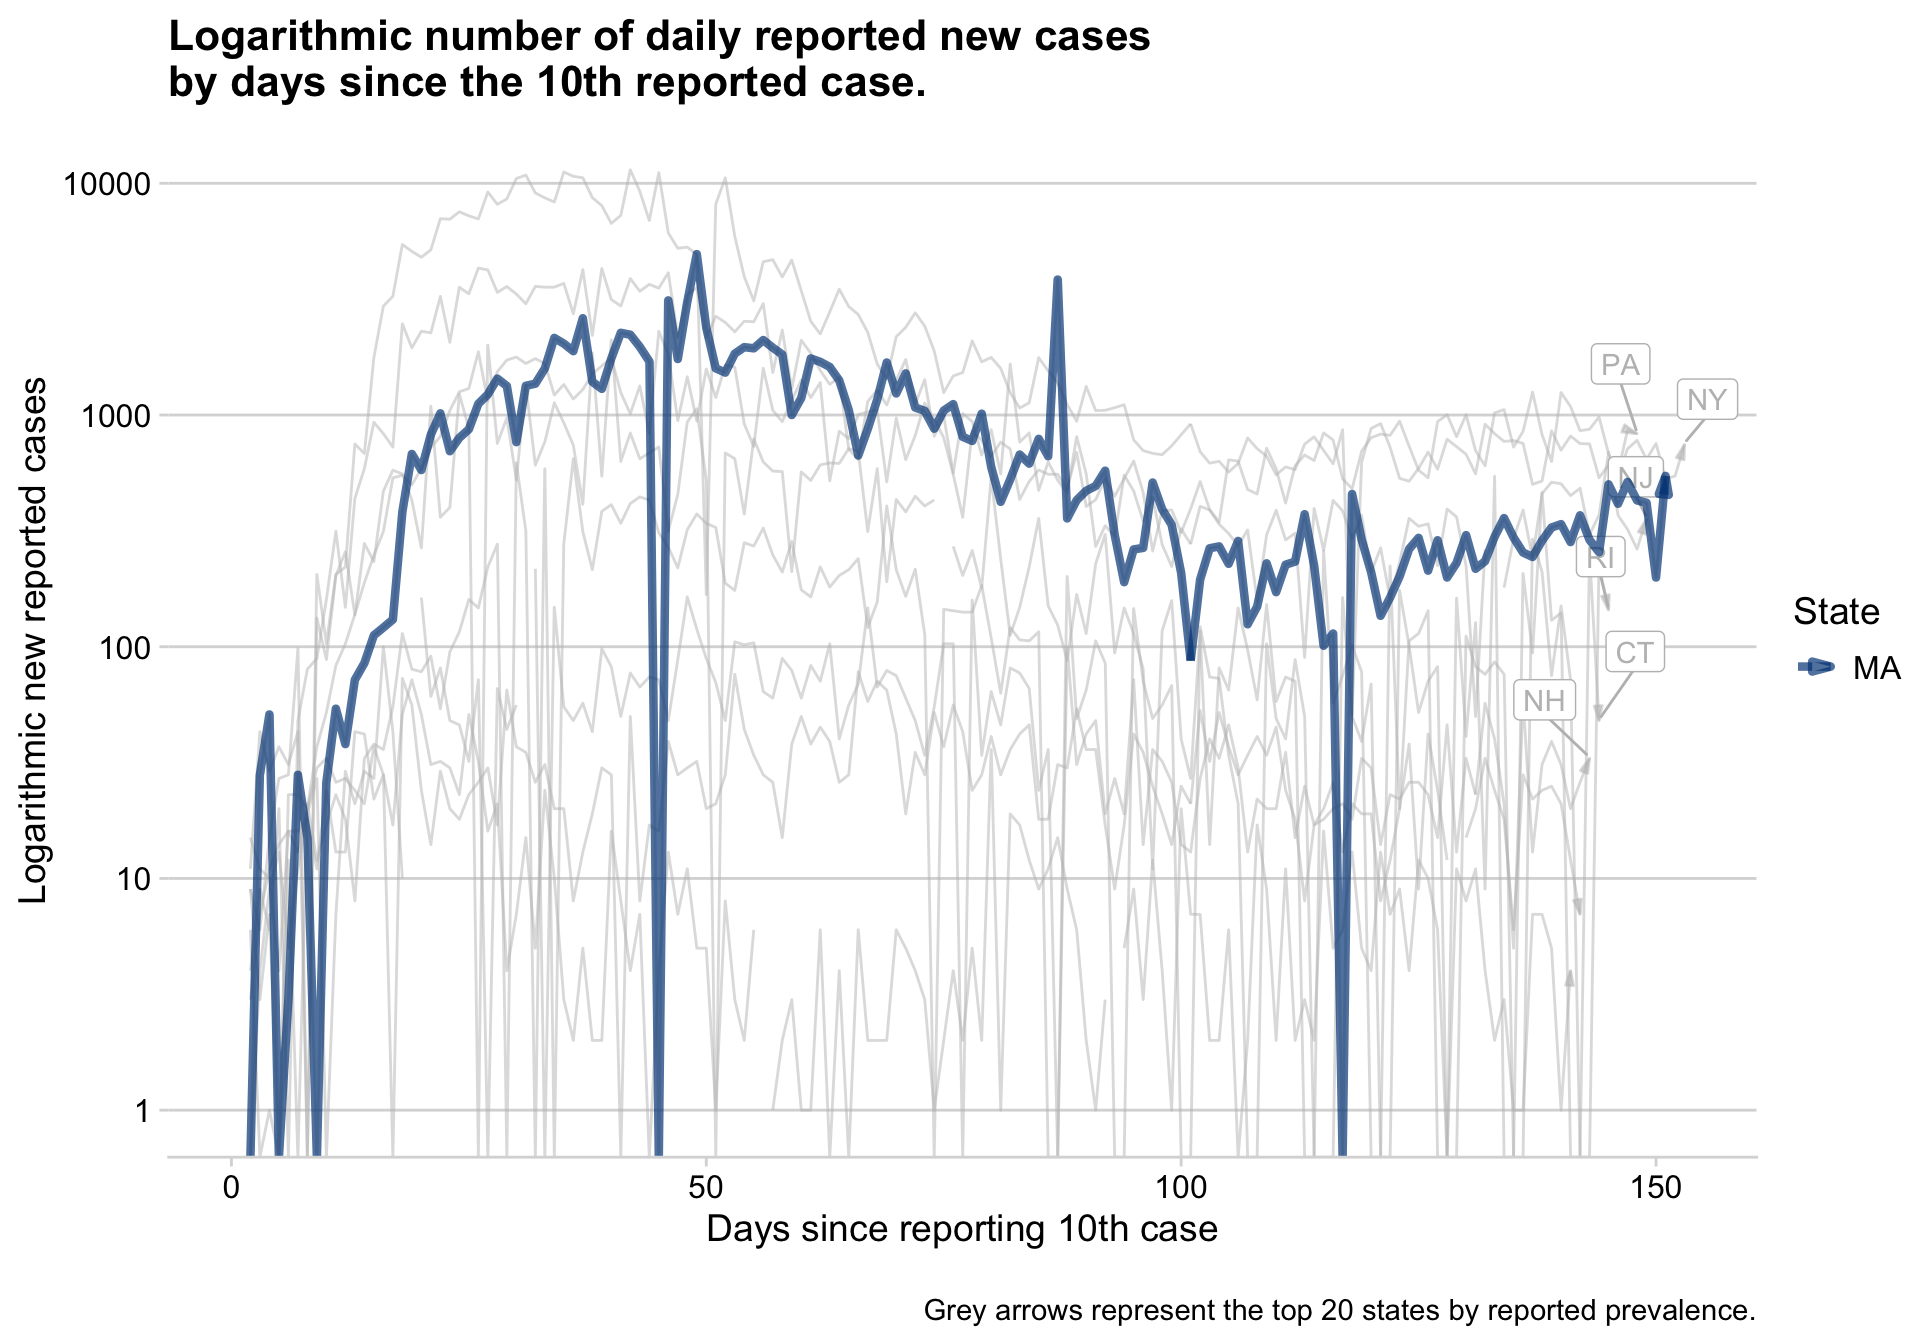 Logarithmic number of daily reported new cases
by days since the 10th reported case.
Logarithmic new reported cases
10000
1000
100
10
1
PA
NY
NJ
RI
CT
NH
State
MA
0
50
100
150
Days since reporting 10th case
Grey arrows represent the top 20 states by reported prevalence.